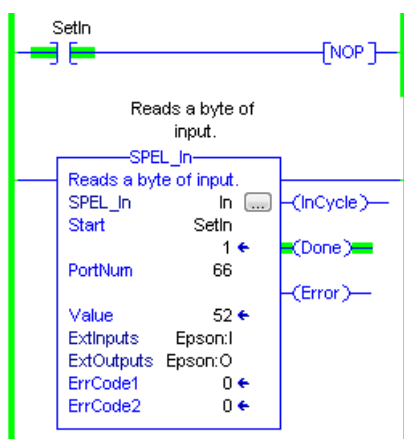 SetIn
NOP
Reads a byte of
input.
SPEL_In
Reads a byte of input.
SPEL_In In ... (InCycle)
Start SetIn
1 (Done)
PortNum 66
(Error)
Value 52
ExtInputs Epson:I
ExtOutputs Epson:O
ErrCode1 0
ErrCode2 0